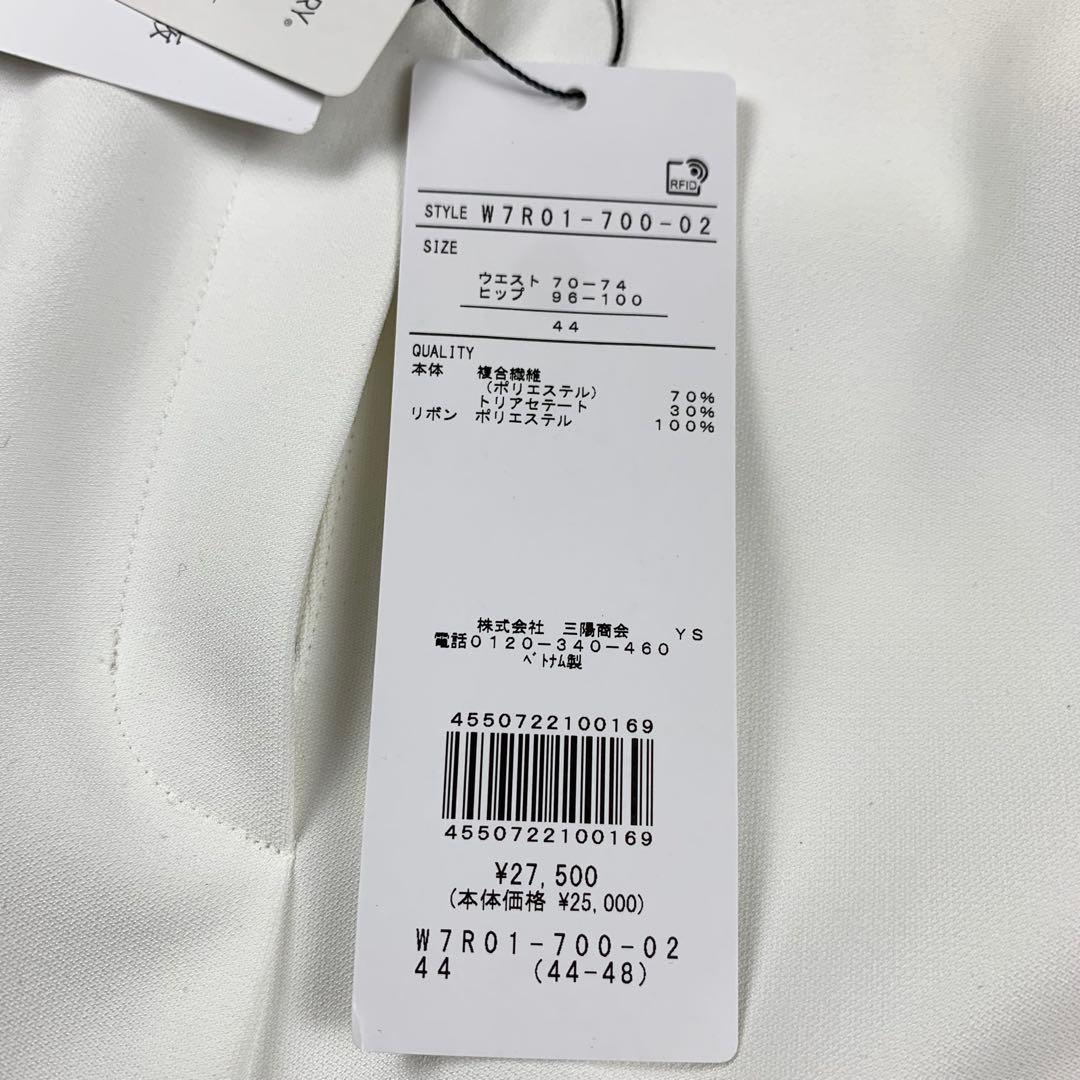 RY®
枚
RFID
STYLE W7R01-700-02
SIZE
ウエスト 70-74
ヒップ 96-100
44
QUALITY
本体 複合繊維
(ポリエステル) 70%
トリアセテート 30%
リボン ポリエステル 100%
株式会社 三陽商会 YS
電話0120-340-460
ﾍﾞﾄﾅﾑ製
4550722100169
4550722100169
¥27,500
(本体価格 ¥25,000)
W7R01-700-02
44 (44-48)